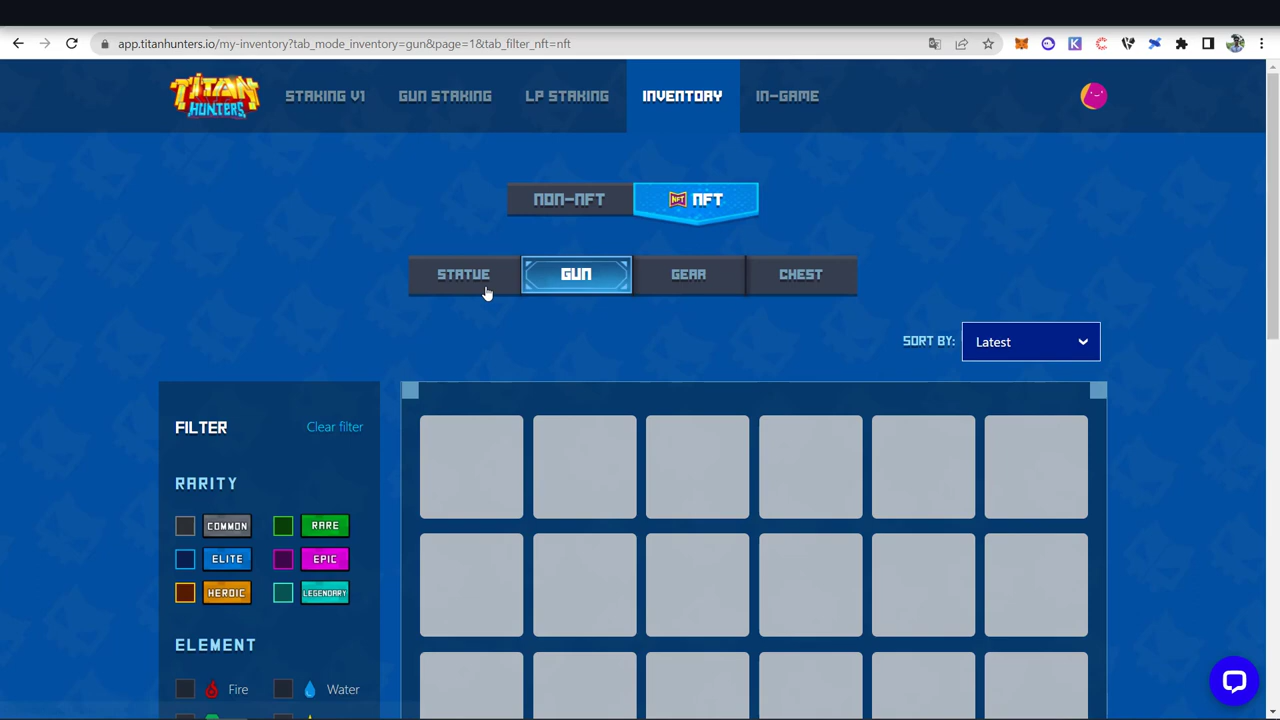 app.titanhunters.io/my-inventory?tab_mode_inventory=gun&page=1&tab_filter_nft=nft
TITAN HUNTERS
STAKING V1
GUN STAKING
LP STAKING
INVENTORY
IN-GAME
NON-NFT
NFT NFT
STATUE
GUN
GEAR
CHEST
SORT BY:
Latest
FILTER
Clear filter
RARITY
COMMON
RARE
ELITE
EPIC
HEROIC
LEGENDARY
ELEMENT
Fire
Water